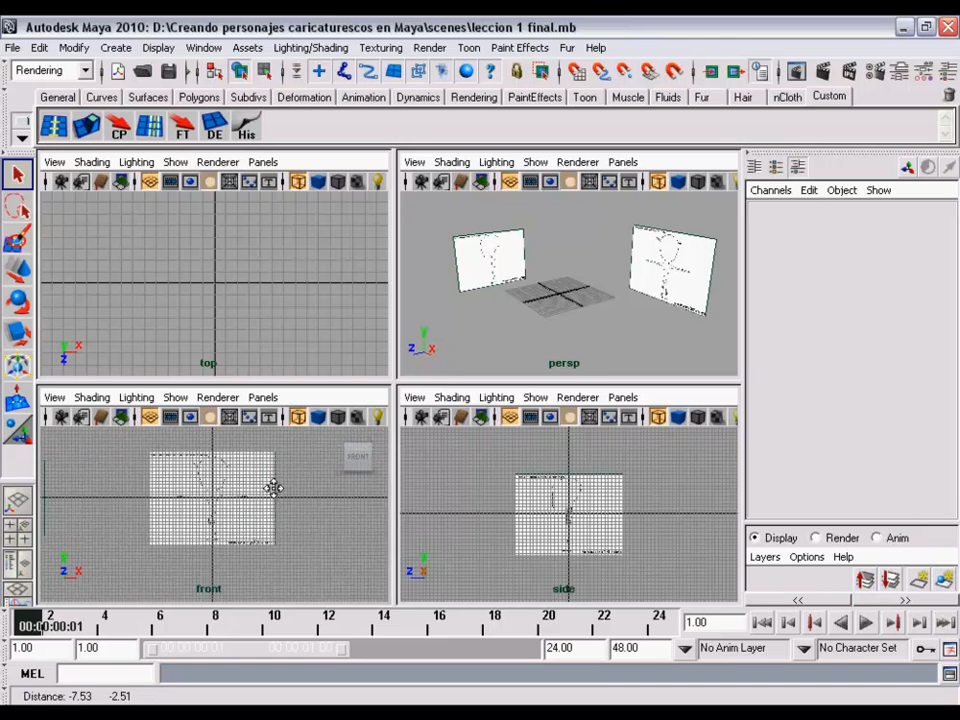 Autodesk Maya 2010: D:\Creando personajes caricaturescos en Maya\scenes\leccion 1 final.mb
File Edit Modify Create Display Window Assets Lighting/Shading Texturing Render Toon Paint Effects Fur Help
Rendering
General Curves Surfaces Polygons Subdivs Deformation Animation Dynamics Rendering PaintEffects Toon Muscle Fluids Fur Hair nCloth Custom
CP FT DE His
View Shading Lighting Show Renderer Panels
View Shading Lighting Show Renderer Panels
Channels Edit Object Show
y x z
top
y z x
persp
View Shading Lighting Show Renderer Panels
View Shading Lighting Show Renderer Panels
FRONT
Display Render Anim
Layers Options Help
y z x
front
y z x
side
<< >>
2 4 6 8 10 12 14 16 18 20 22 24
00:00:00:01
1.00
1.00 1.00 24.00 48.00 No Anim Layer No Character Set
MEL
Distance: -7.53 -2.51